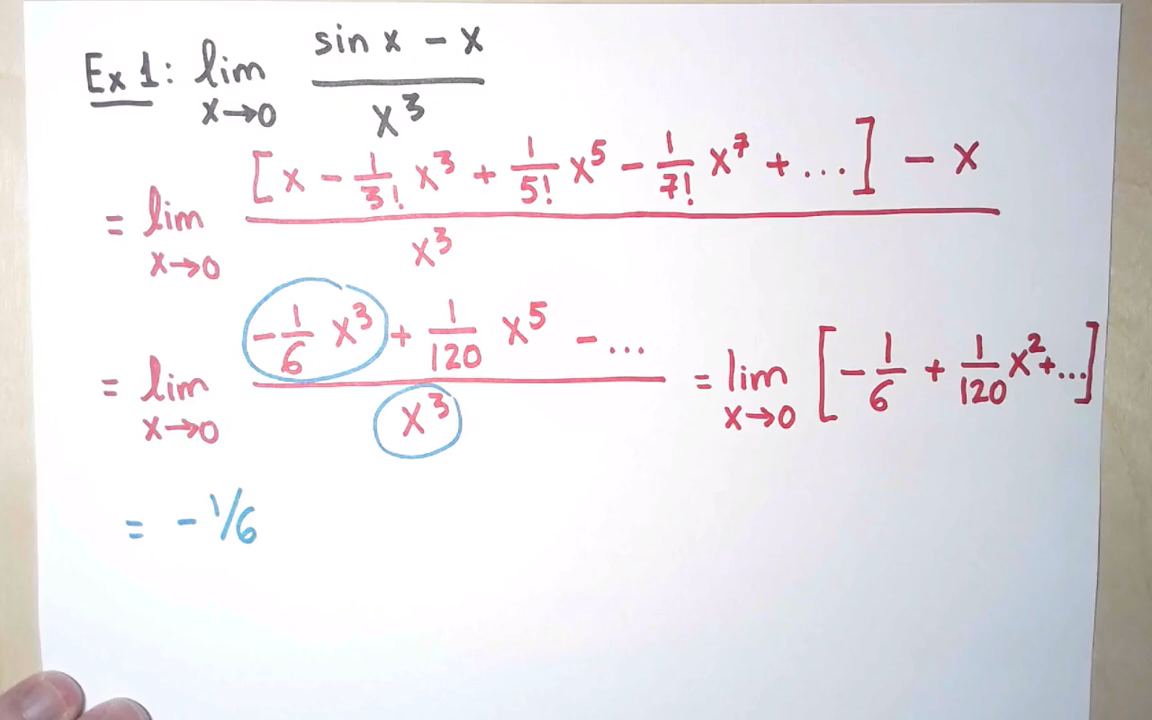 Ex 1: lim x→0 (sin x − x) / x³
= lim x→0 ([x − 1/3! x³ + 1/5! x⁵ − 1/7! x⁷ + ...] − x) / x³
= lim x→0 (−1/6 x³ + 1/120 x⁵ − ...) / x³ = lim x→0 [−1/6 + 1/120 x² + ...]
= −1/6